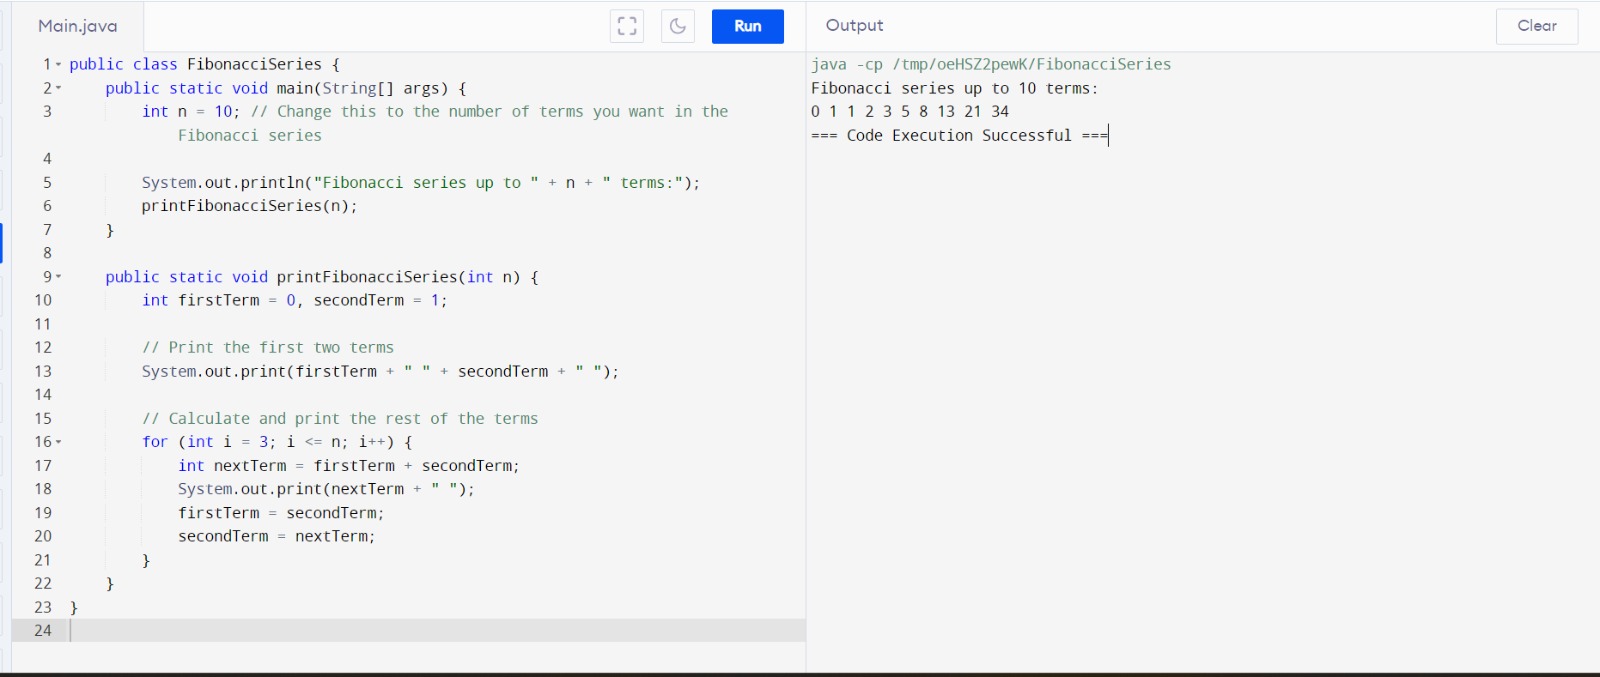 Main.java
Run
1 public class FibonacciSeries {
2     public static void main(String[] args) {
3         int n = 10; // Change this to the number of terms you want in the
            Fibonacci series
4
5         System.out.println("Fibonacci series up to " + n + " terms:");
6         printFibonacciSeries(n);
7     }
8
9     public static void printFibonacciSeries(int n) {
10         int firstTerm = 0, secondTerm = 1;
11
12         // Print the first two terms
13         System.out.print(firstTerm + " " + secondTerm + " ");
14
15         // Calculate and print the rest of the terms
16         for (int i = 3; i <= n; i++) {
17             int nextTerm = firstTerm + secondTerm;
18             System.out.print(nextTerm + " ");
19             firstTerm = secondTerm;
20             secondTerm = nextTerm;
21         }
22     }
23 }
24
Output
Clear
java -cp /tmp/oeHSZ2pewK/FibonacciSeries
Fibonacci series up to 10 terms:
0 1 1 2 3 5 8 13 21 34
=== Code Execution Successful ===